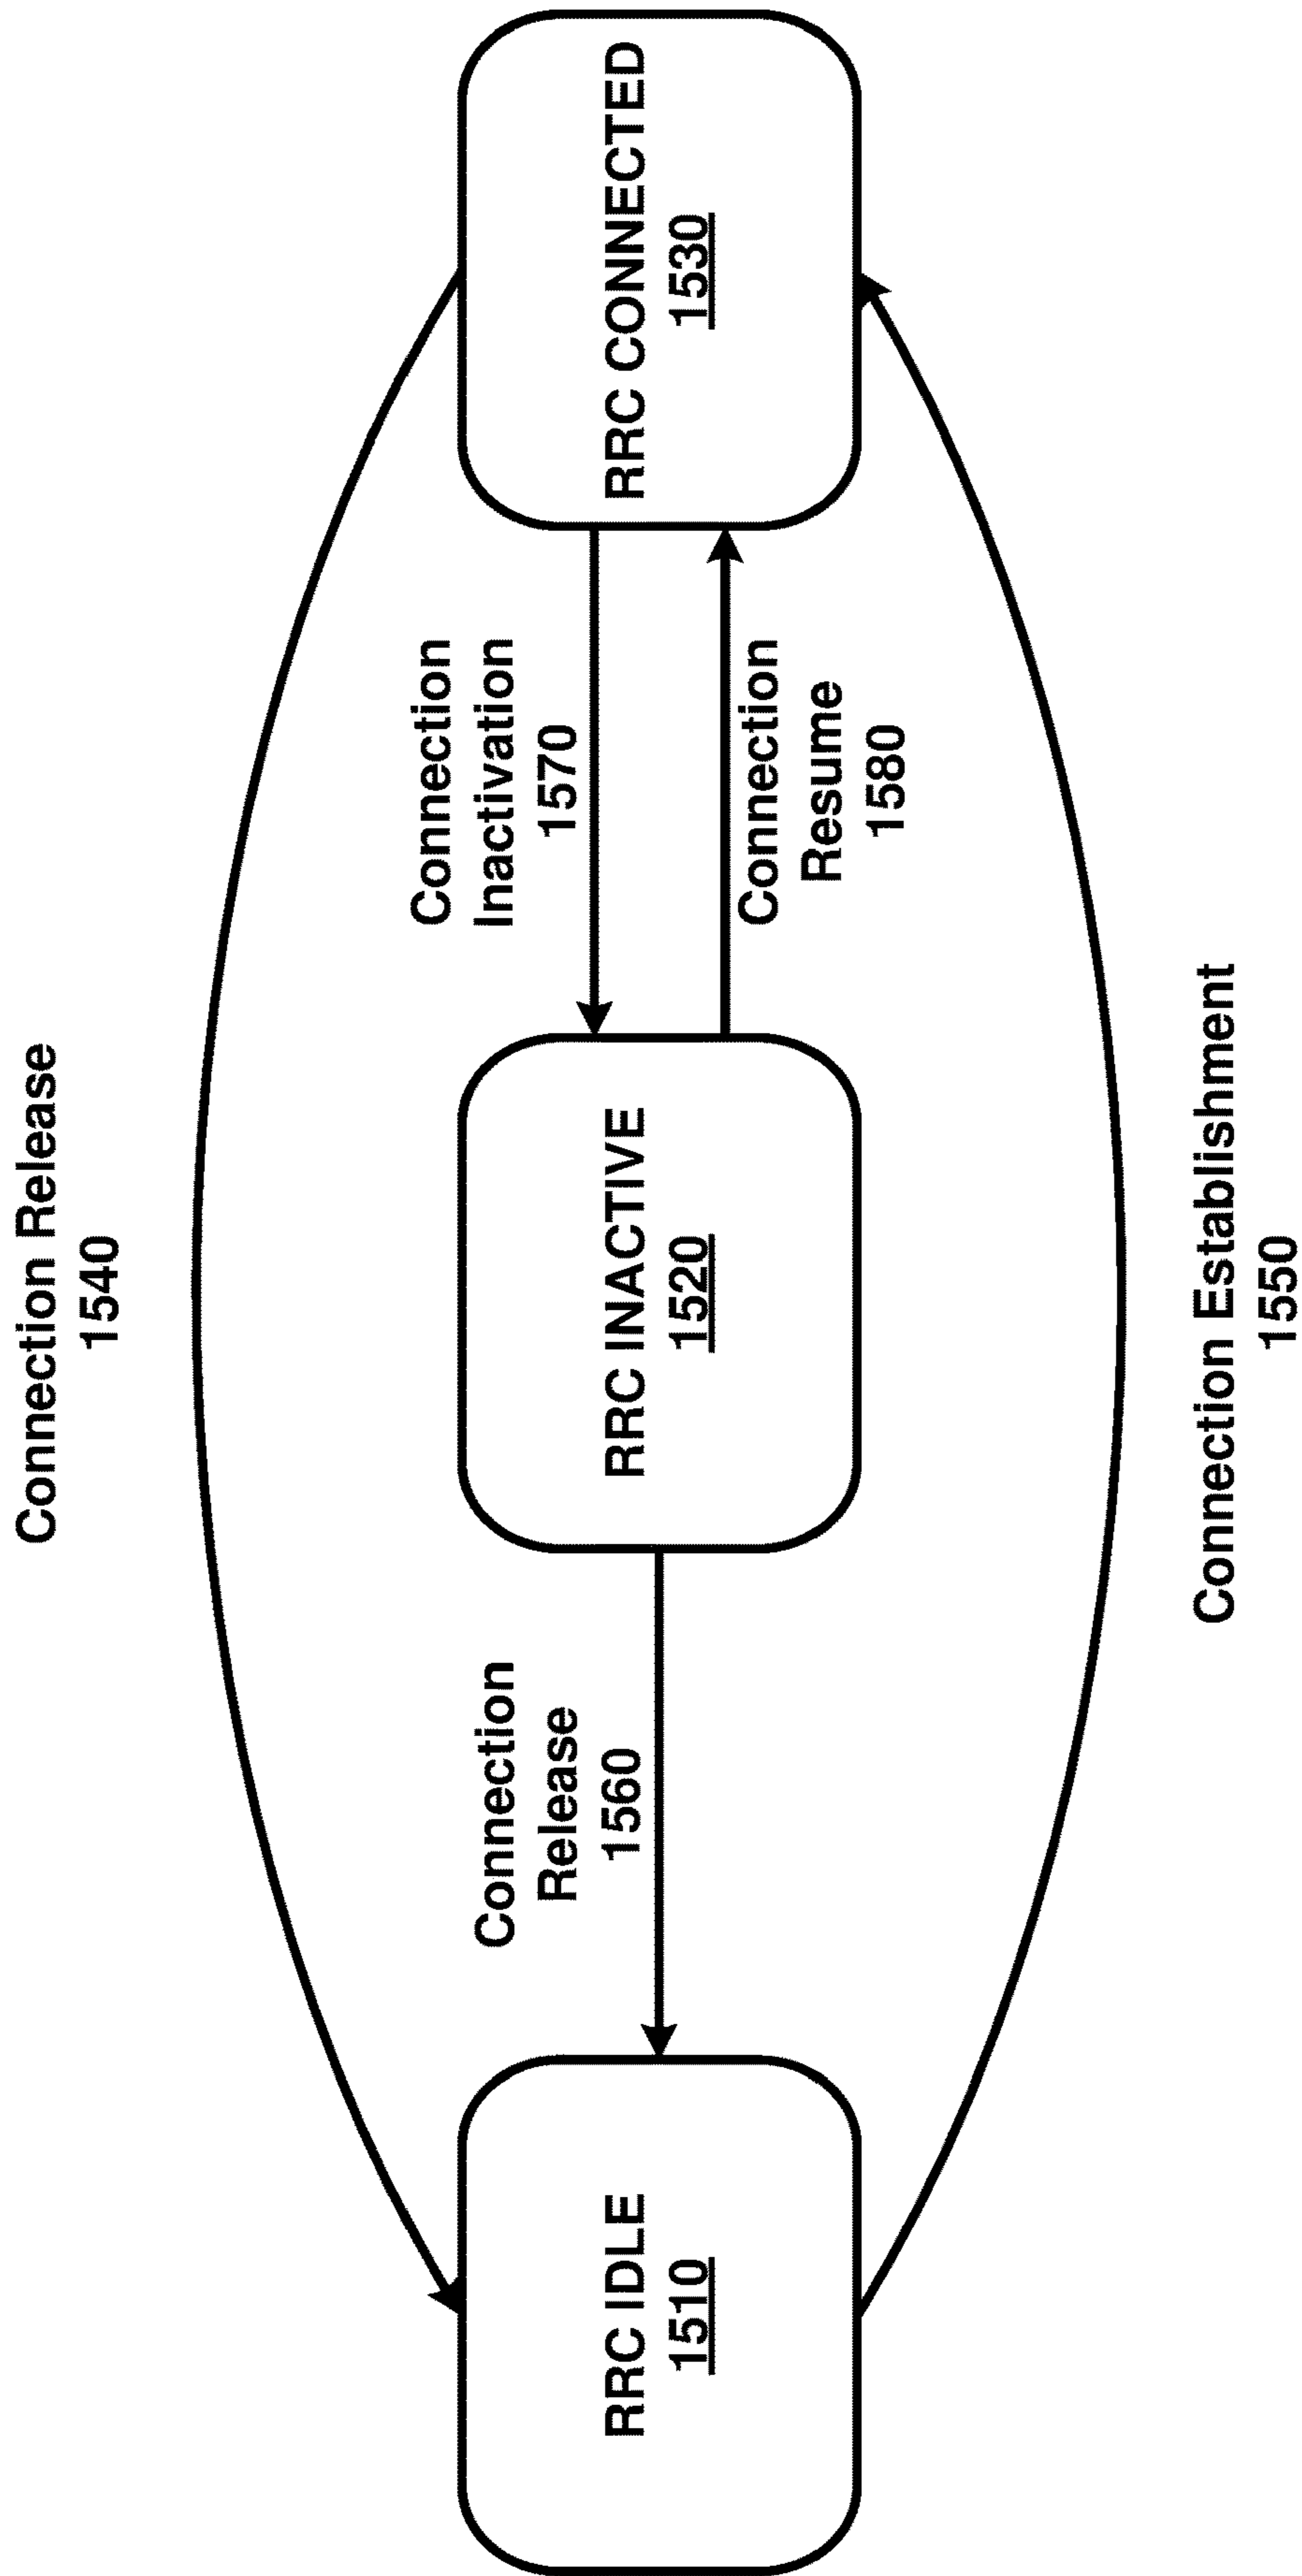 Connection Release
1540
RRC IDLE
1510
Connection
Release
1560
RRC INACTIVE
1520
Connection
Inactivation
1570
Connection
Resume
1580
RRC CONNECTED
1530
Connection Establishment
1550